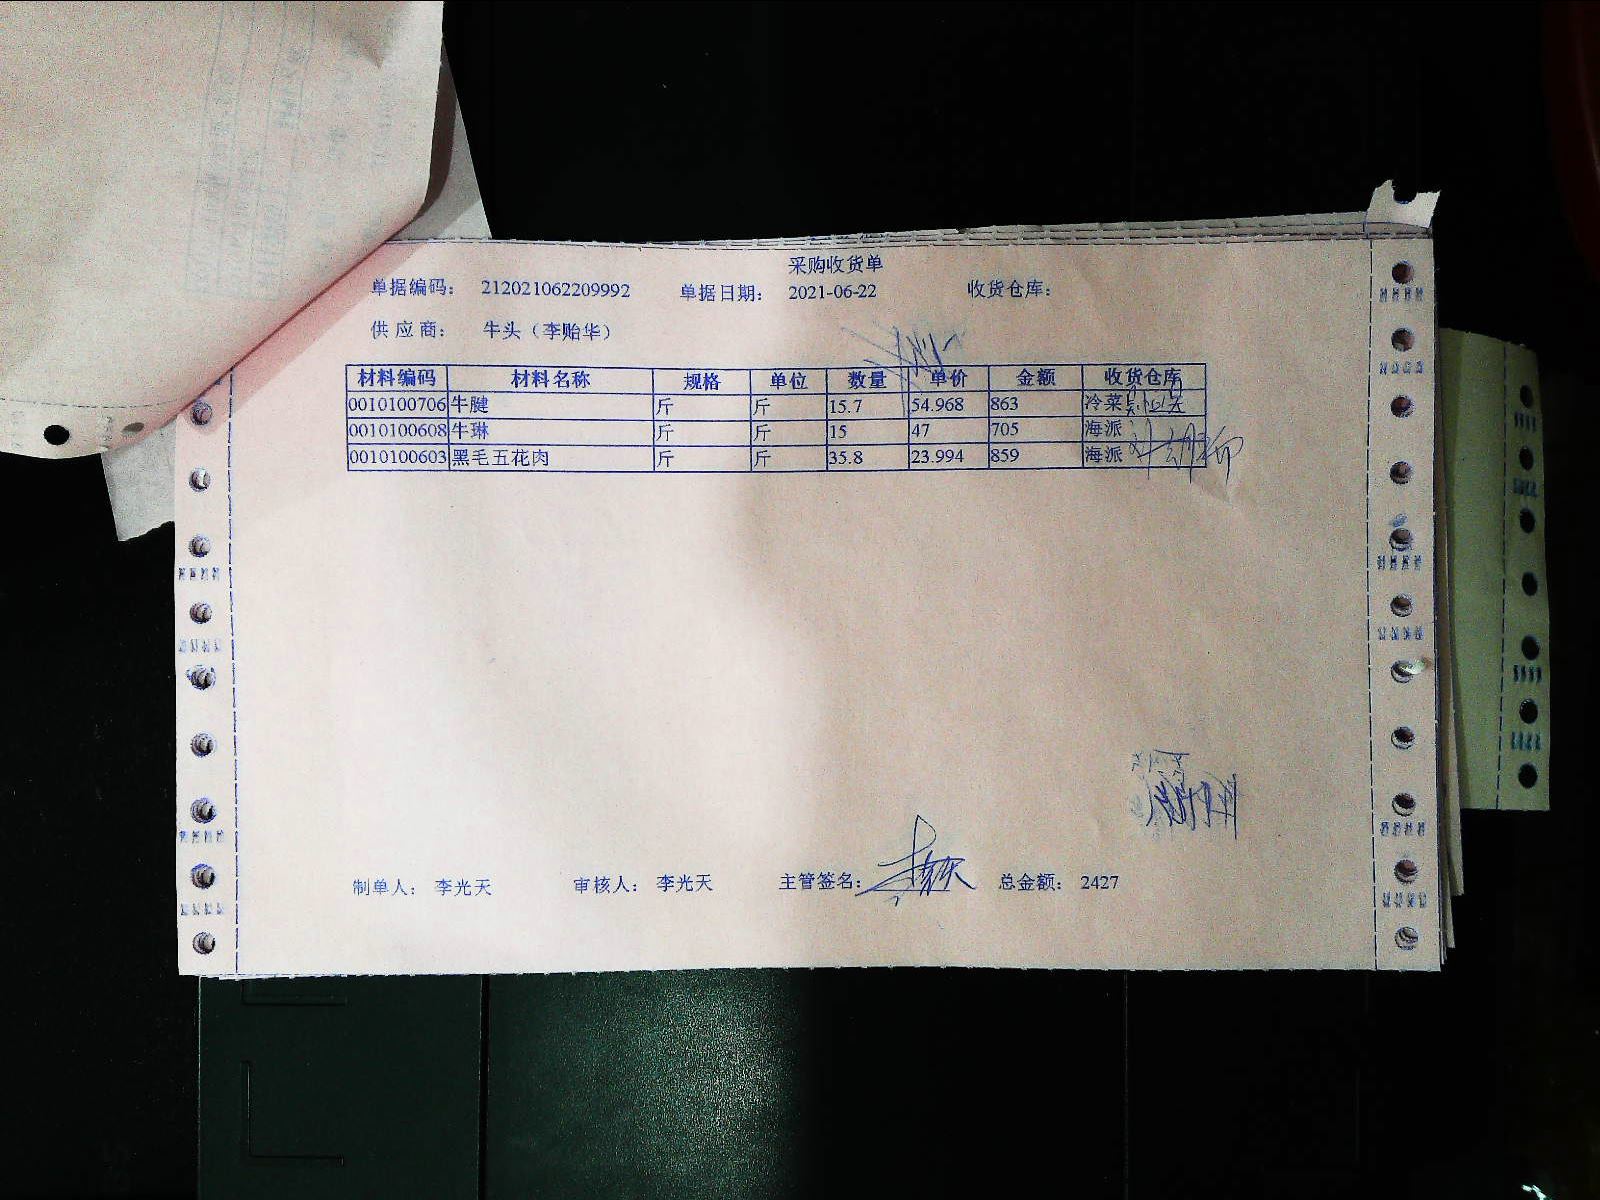 采购收货单
单据编码： 212021062209992 单据日期： 2021-06-22 收货仓库：
供应商： 牛头（李贻华）
材料编码 材料名称 规格 单位 数量 单价 金额 收货仓库
0010100706 牛腱 斤 斤 15.7 54.968 863 冷菜
0010100608 牛琳 斤 斤 15 47 705 海派
0010100603 黑毛五花肉 斤 斤 35.8 23.994 859 海派
制单人： 李光天 审核人： 李光天 主管签名： 总金额： 2427